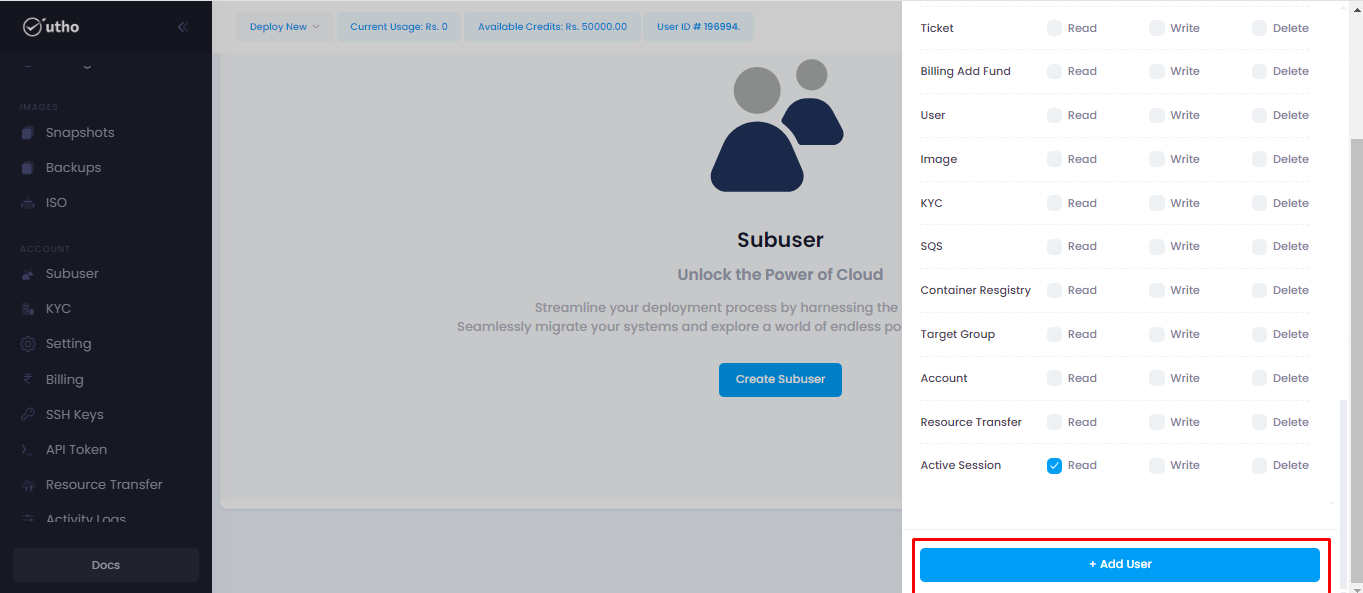 utho
Deploy New
Current Usage: Rs. 0
Available Credits: Rs. 50000.00
User ID # 196994.
IMAGES
Snapshots
Backups
ISO
ACCOUNT
Subuser
KYC
Setting
Billing
SSH Keys
API Token
Resource Transfer
Activity Logs
Docs
Subuser
Unlock the Power of Cloud
Streamline your deployment process by harnessing the
Seamlessly migrate your systems and explore a world of endless po
Create Subuser
Ticket Read Write Delete
Billing Add Fund Read Write Delete
User Read Write Delete
Image Read Write Delete
KYC Read Write Delete
SQS Read Write Delete
Container Resgistry Read Write Delete
Target Group Read Write Delete
Account Read Write Delete
Resource Transfer Read Write Delete
Active Session Read Write Delete
+ Add User